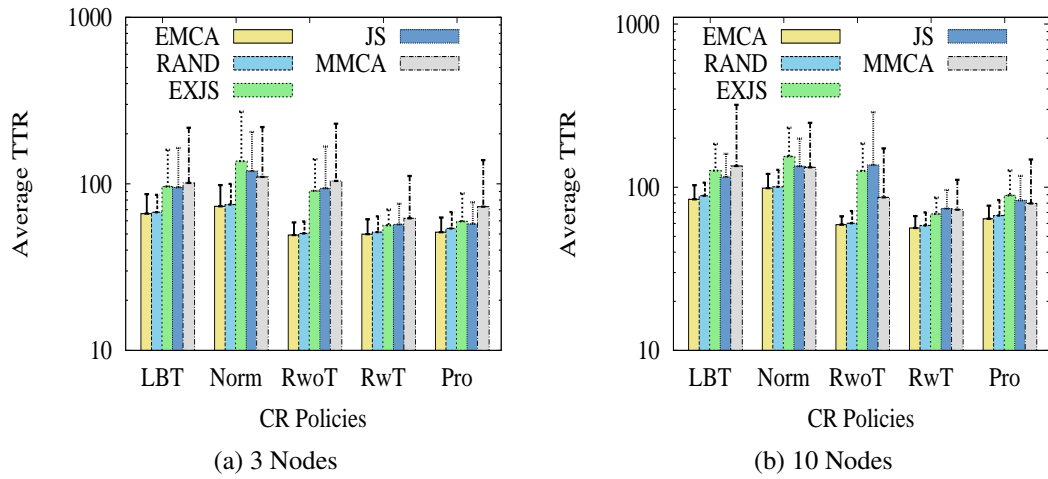 1000
100
10
Average TTR
EMCA
RAND
EXJS
JS
MMCA
LBT Norm RwoT RwT Pro
CR Policies
(a) 3 Nodes
1000
100
10
Average TTR
EMCA
RAND
EXJS
JS
MMCA
LBT Norm RwoT RwT Pro
CR Policies
(b) 10 Nodes